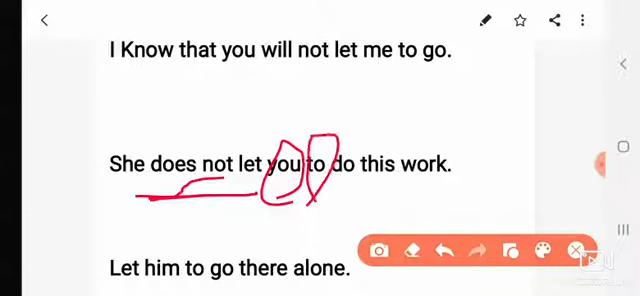 I Know that you will not let me to go.
She does not let you to do this work.
Let him to go there alone.